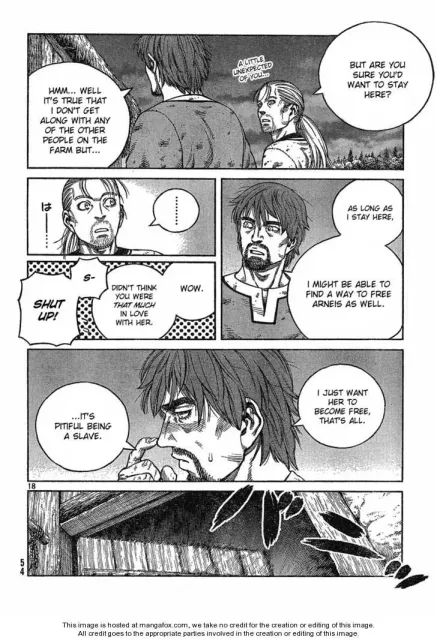 A LITTLE
UNEXPECTED
OF YOU...
BUT ARE YOU
SURE YOU'D
WANT TO STAY
HERE?
HMM... WELL
IT'S TRUE THAT
I DON'T GET
ALONG WITH ANY
OF THE OTHER
PEOPLE ON THE
FARM BUT...
AS LONG AS
I STAY HERE,
I MIGHT BE ABLE TO
FIND A WAY TO FREE
ARNEIS AS WELL.
.........
は
WOW.
DIDN'T THINK
YOU WERE
THAT MUCH
IN LOVE
WITH HER.
S-
SHUT
UP!
I JUST WANT
HER TO
BECOME FREE,
THAT'S ALL.
...IT'S
PITIFUL BEING
A SLAVE.
18
54
This image is hosted at mangafox.com, we take no credit for the creation or editing of this image.
All credit goes to the appropriate parties involved in the creation or editing of this image.